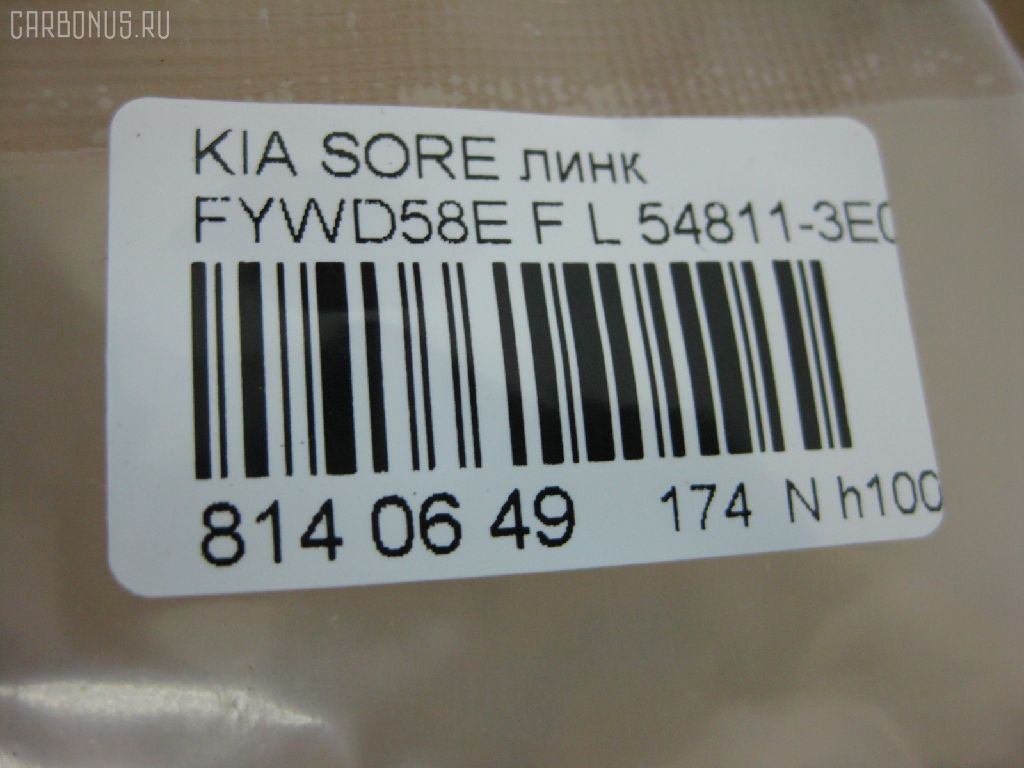 CARBONUS.RU
KIA SORE линк
FYWD58E F L 54811-3E0
814 06 49 174 N h100